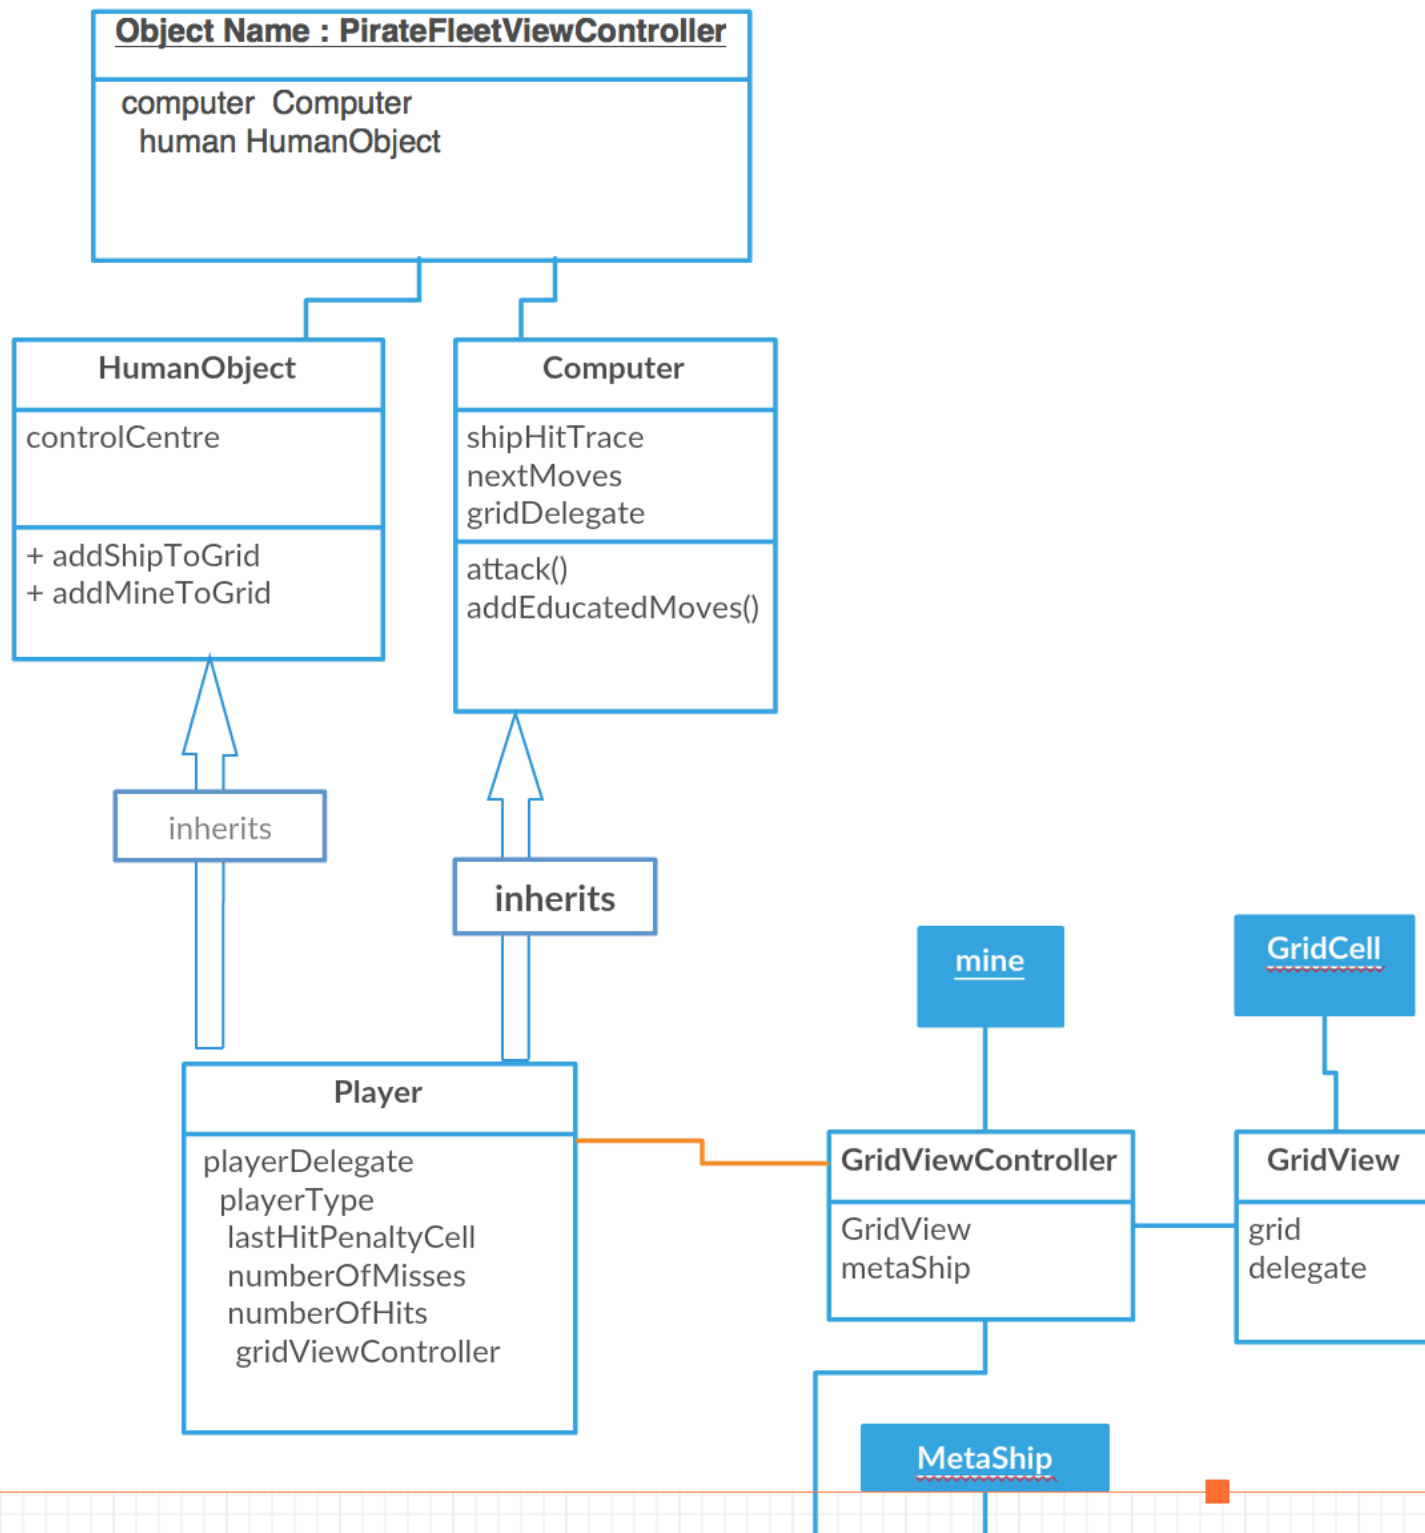 Object Name : PirateFleetViewController
computer Computer
human HumanObject
HumanObject
controlCentre
+ addShipToGrid
+ addMineToGrid
Computer
shipHitTrace
nextMoves
gridDelegate
attack()
addEducatedMoves()
inherits
inherits
Player
playerDelegate
playerType
lastHitPenaltyCell
numberOfMisses
numberOfHits
gridViewController
mine
GridViewController
GridView
metaShip
GridCell
GridView
grid
delegate
MetaShip